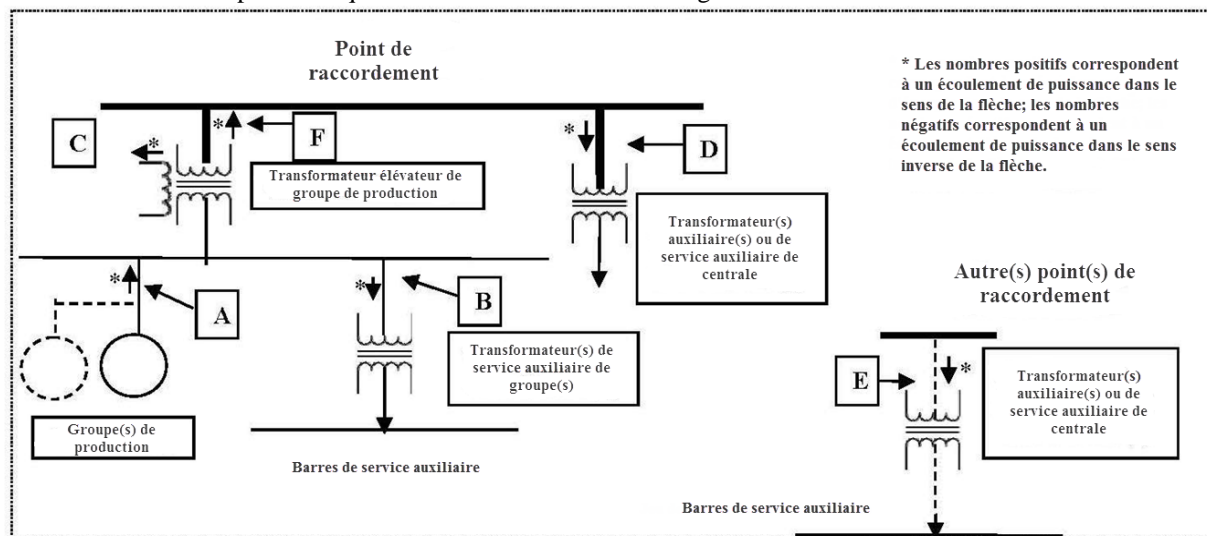 Point de
raccordement
* Les nombres positifs correspondent
à un écoulement de puissance dans le
sens de la flèche; les nombres
négatifs correspondent à un
écoulement de puissance dans le sens
inverse de la flèche.
C
*
*
F
*
D
Transformateur élévateur de
groupe de production
Transformateur(s)
auxiliaire(s) ou de
service auxiliaire de
centrale
*
A
*
B
Autre(s) point(s) de
raccordement
Transformateur(s) de
service auxiliaire de
groupe(s)
E
*
Transformateur(s)
auxiliaire(s) ou de
service auxiliaire de
centrale
Groupe(s) de
production
Barres de service auxiliaire
Barres de service auxiliaire